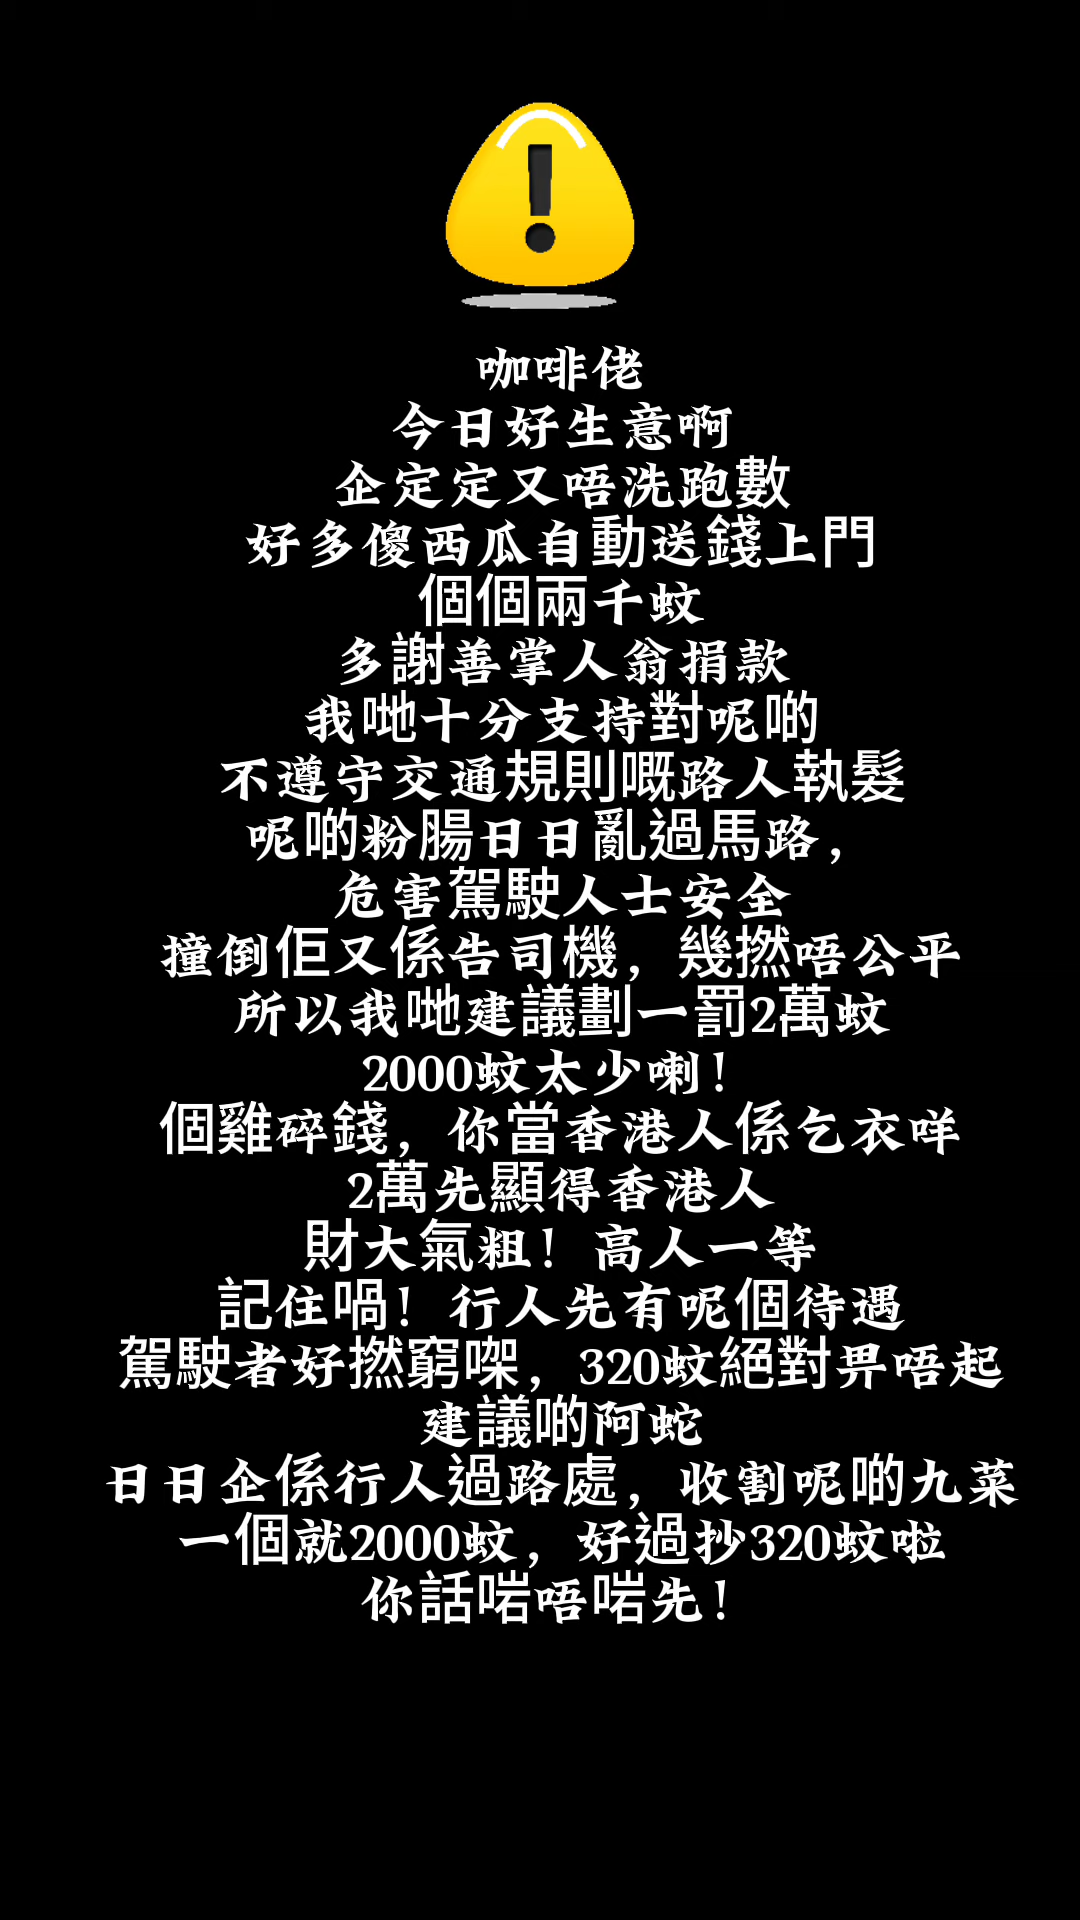 咖啡佬
今日好生意啊
企定定又唔洗跑數
好多傻西瓜自動送錢上門
個個兩千蚊
多謝善掌人翁捐款
我哋十分支持對呢啲
不遵守交通規則嘅路人執髮
呢啲粉腸日日亂過馬路，
危害駕駛人士安全
撞倒佢又係告司機，幾撚唔公平
所以我哋建議劃一罰2萬蚊
2000蚊太少喇！
個雞碎錢，你當香港人係乞衣咩
2萬先顯得香港人
財大氣粗！高人一等
記住喎！行人先有呢個待遇
駕駛者好撚窮㗎，320蚊絕對畀唔起
建議啲阿蛇
日日企係行人過路處，收割呢啲九菜
一個就2000蚊，好過抄320蚊啦
你話啱唔啱先！